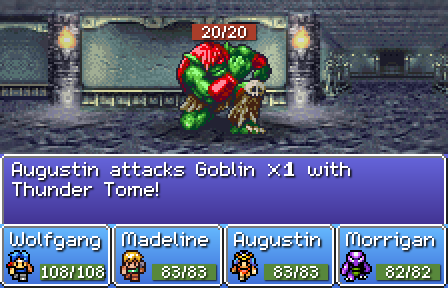 20/20
Augustin attacks Goblin ×1 with
Thunder Tome!
Wolfgang Madeline Augustin Morrigan
108/108 83/83 83/83 82/82